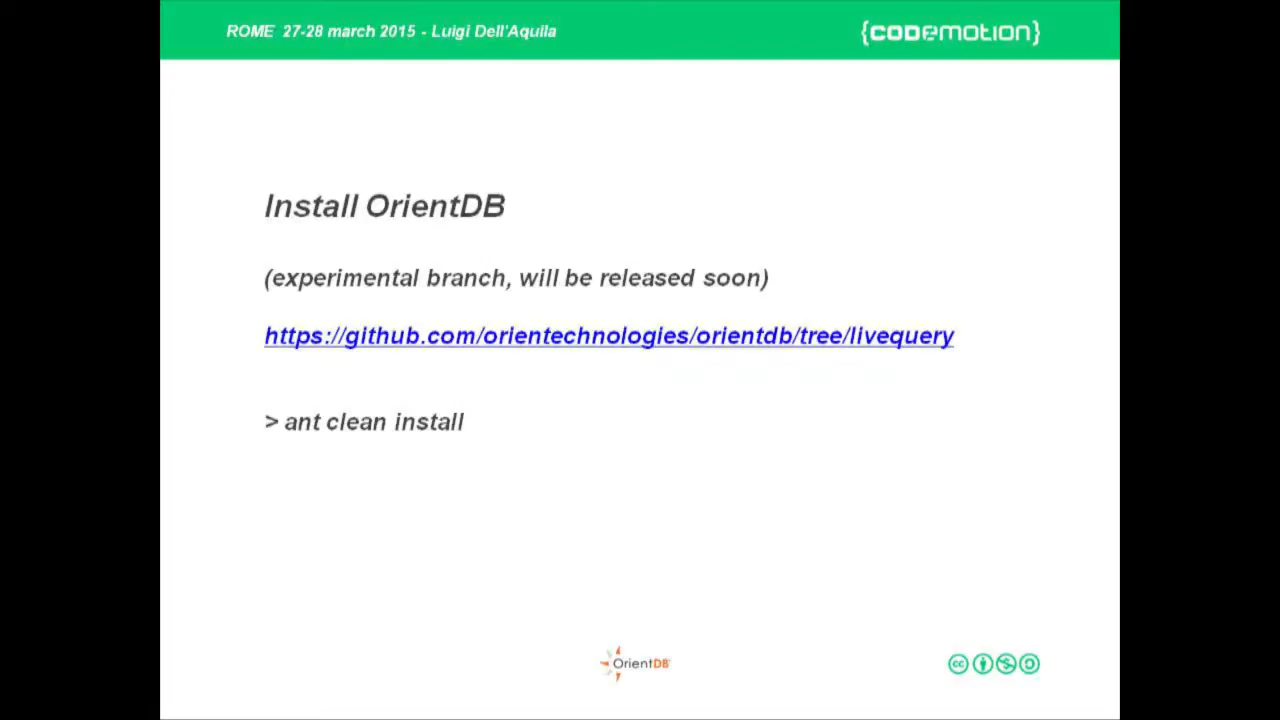 ROME 27-28 march 2015 - Luigi Dell'Aquila
{CODEMOTION}
Install OrientDB
(experimental branch, will be released soon)
https://github.com/orientechnologies/orientdb/tree/livequery
> ant clean install
OrientDB
cc